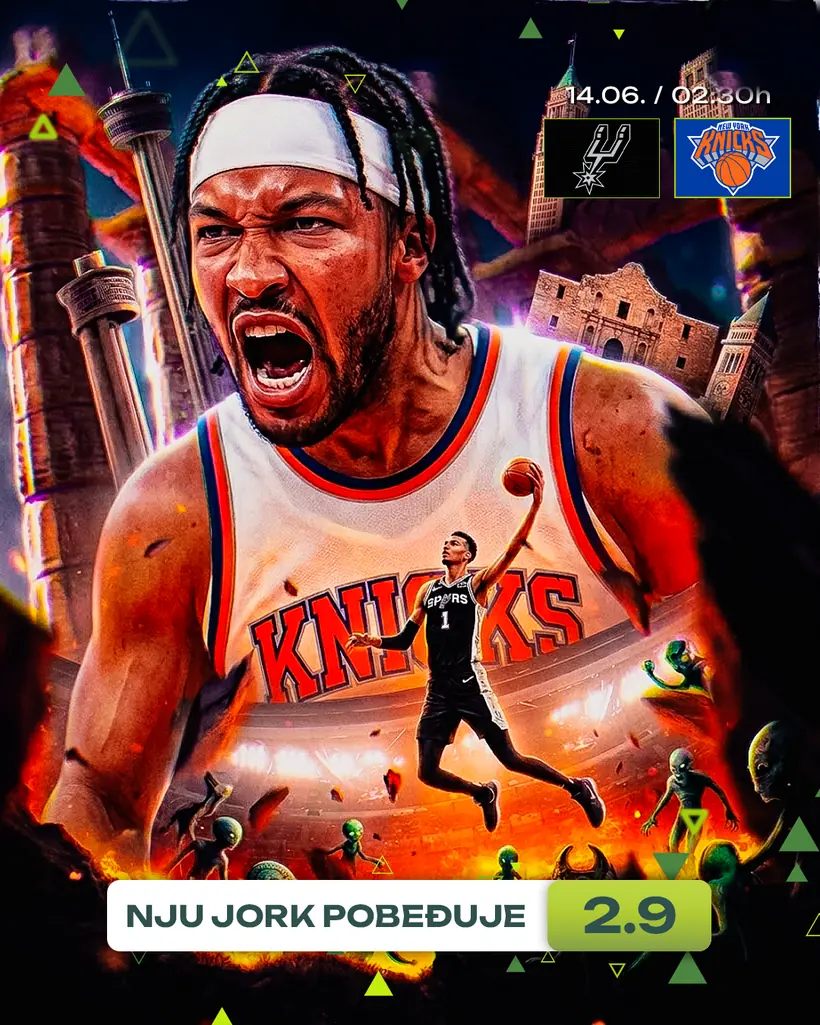 14.06. / 02:30h
NEW YORK
KNICKS
KNICKS
SPURS
1
NJU JORK POBEĐUJE 2.9